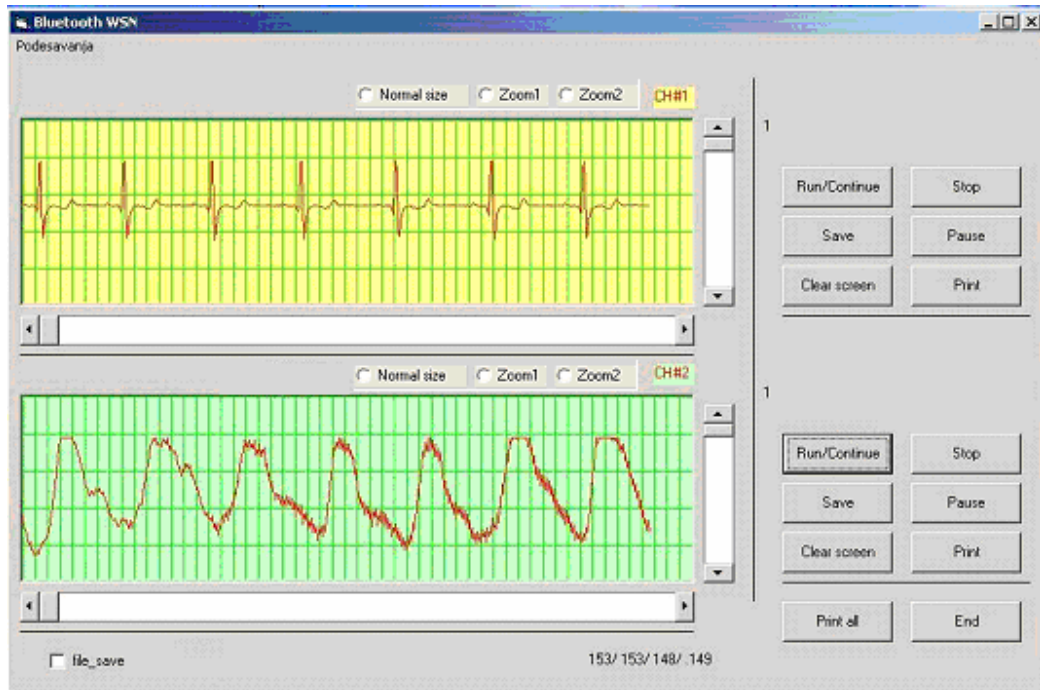 Bluetooth WSN
Podesavanja
Normal size Zoom1 Zoom2 CH#1
1
Run/Continue Stop
Save Pause
Clear screen Print
Normal size Zoom1 Zoom2 CH#2
1
Run/Continue Stop
Save Pause
Clear screen Print
Print all End
file_save 153/ 153/ 148/ .149